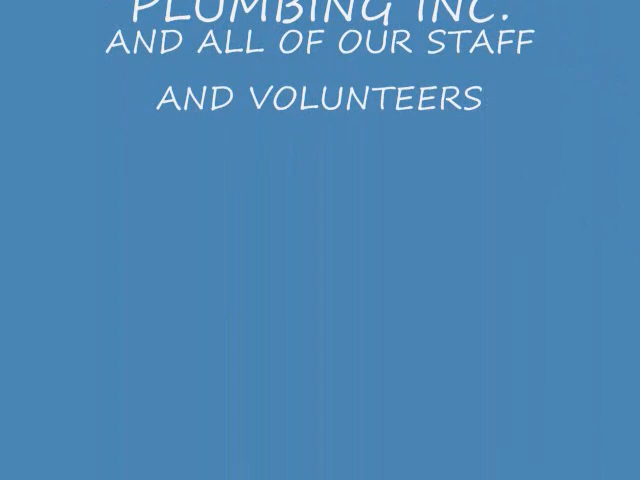 PLUMBING INC.
AND ALL OF OUR STAFF
AND VOLUNTEERS